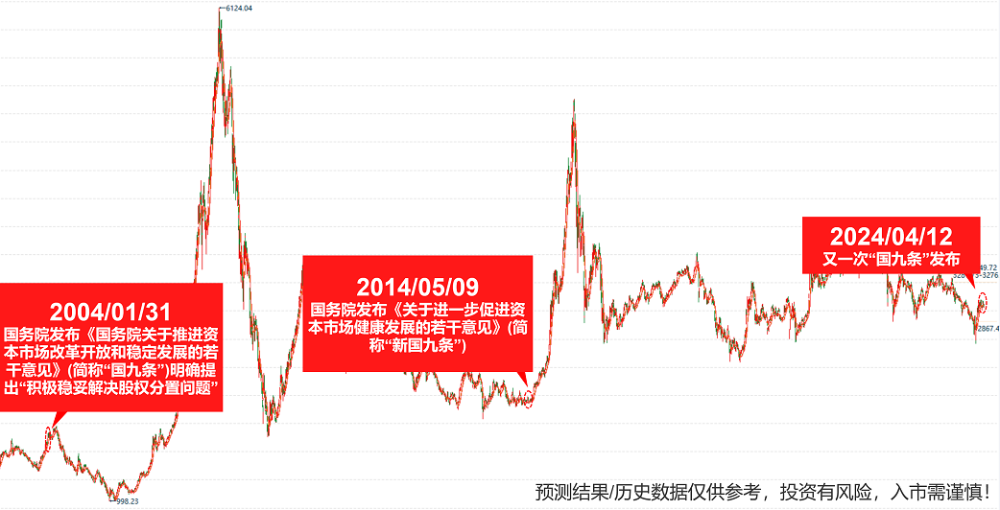 6124.04
2024/04/12
又一次“国九条”发布
2014/05/09
国务院发布《关于进一步促进资
本市场健康发展的若干意见》(简
称“新国九条”)
2004/01/31
国务院发布《国务院关于推进资
本市场改革开放和稳定发展的若
干意见》(简称“国九条”)明确提
出“积极稳妥解决股权分置问题”
49.72
-3276
2867.4
998.23
预测结果/历史数据仅供参考，投资有风险，入市需谨慎！